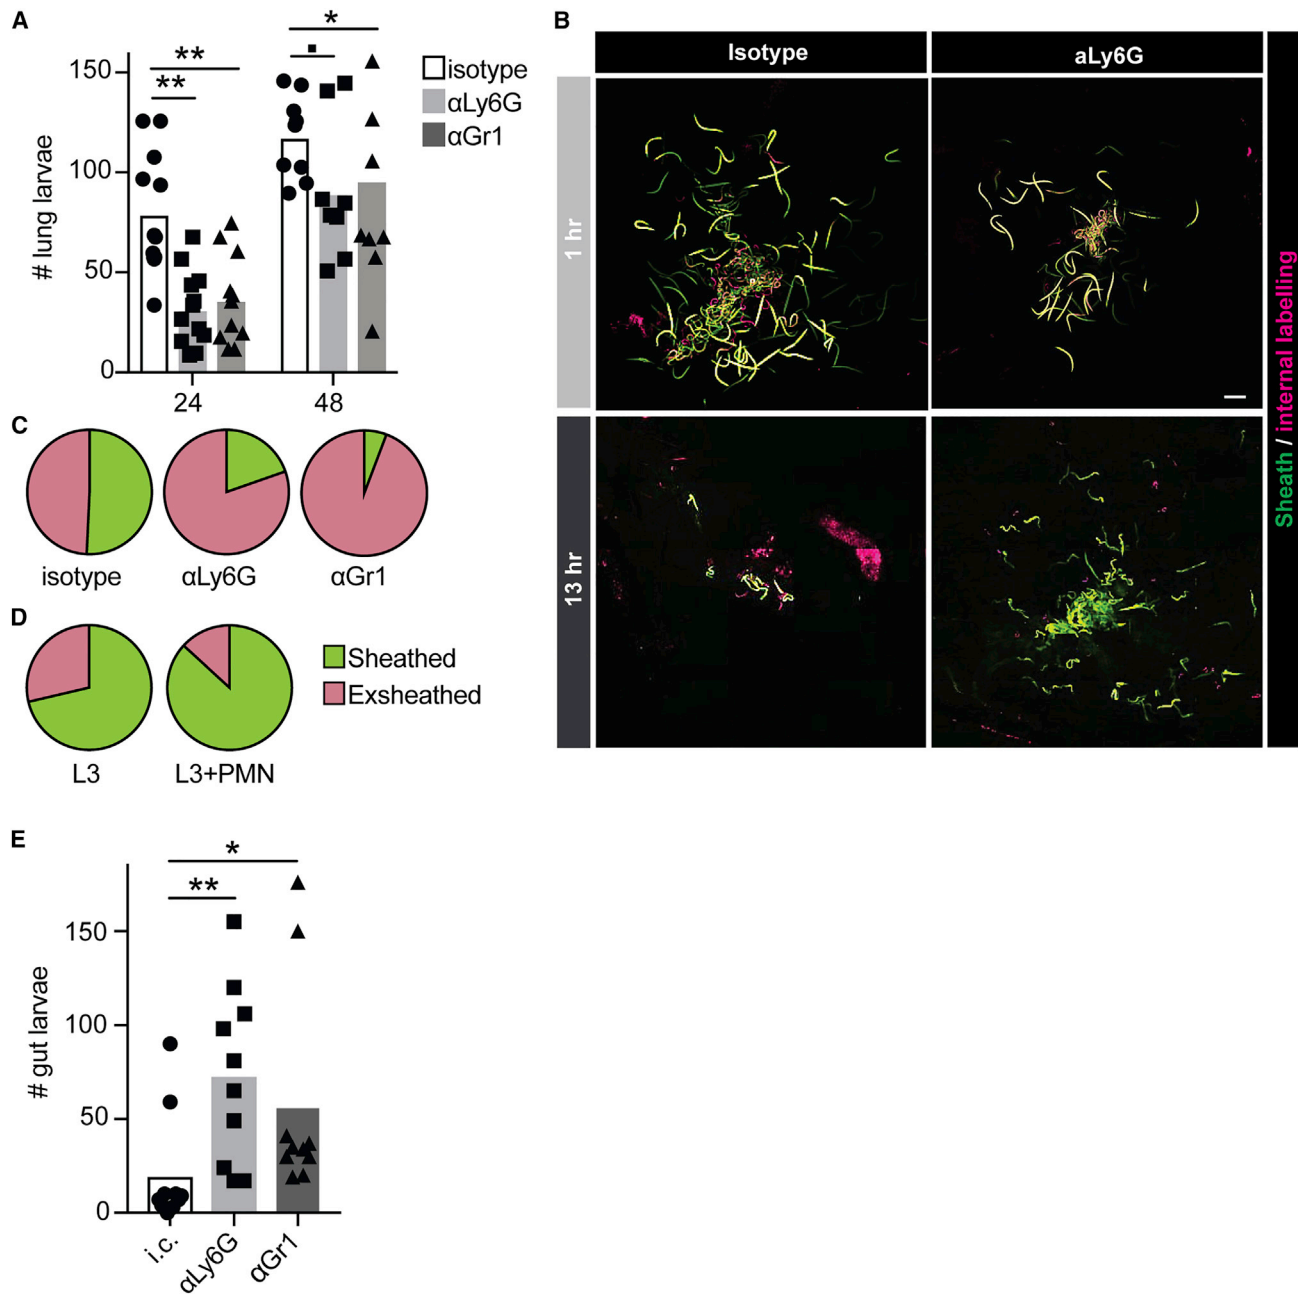 A
# lung larvae
150
100
50
0
24
48
**
**
*
isotype
αLy6G
αGr1
B
Isotype
aLy6G
1 hr
13 hr
Sheath / internal labelling
C
isotype
αLy6G
αGr1
D
L3
L3+PMN
Sheathed
Exsheathed
E
# gut larvae
150
100
50
0
**
*
i.c.
αLy6G
αGr1